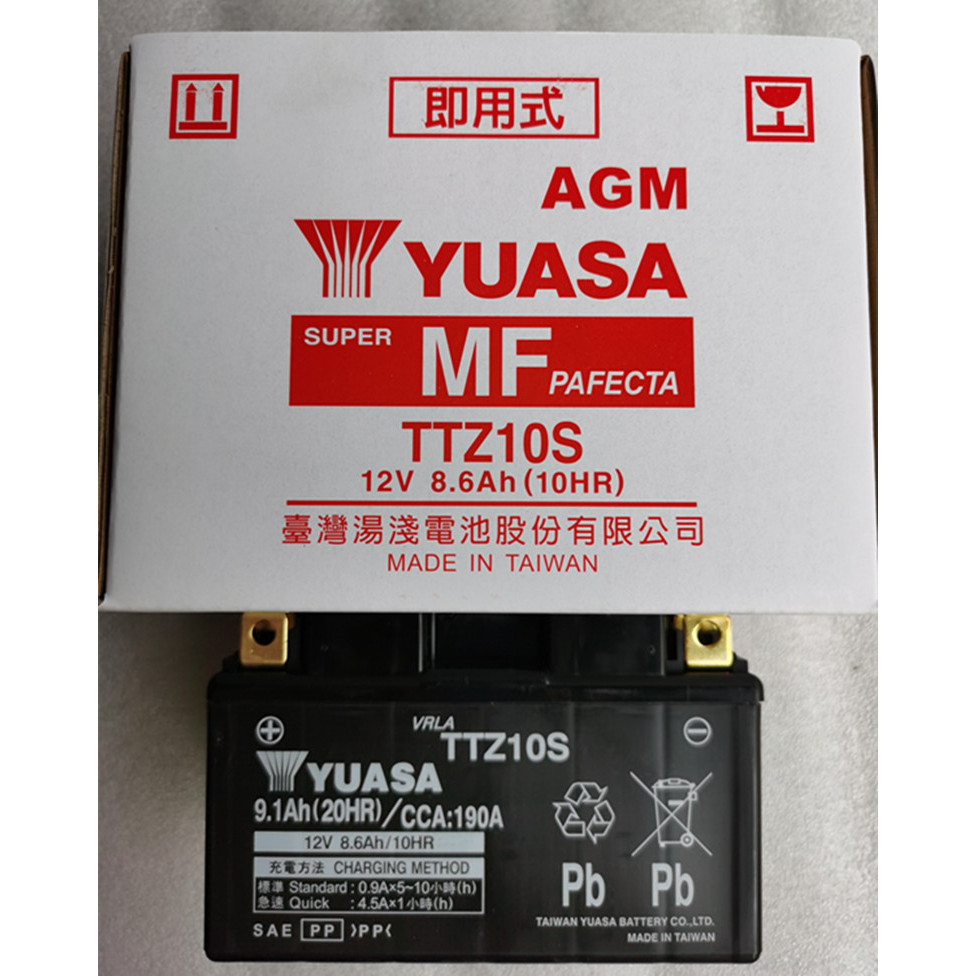 即用式
AGM
YUASA
SUPER MF PAFECTA
TTZ10S
12V 8.6Ah (10HR)
臺灣湯淺電池股份有限公司
MADE IN TAIWAN
VRLA TTZ10S
YUASA
9.1Ah(20HR)/CCA:190A
12V 8.6Ah/10HR
充電方法 CHARGING METHOD
標準 Standard : 0.9A×5~10小時(h)
急速 Quick : 4.5A×1小時(h)
SAE PP >PP<
Pb Pb
TAIWAN YUASA BATTERY CO.,LTD.
MADE IN TAIWAN